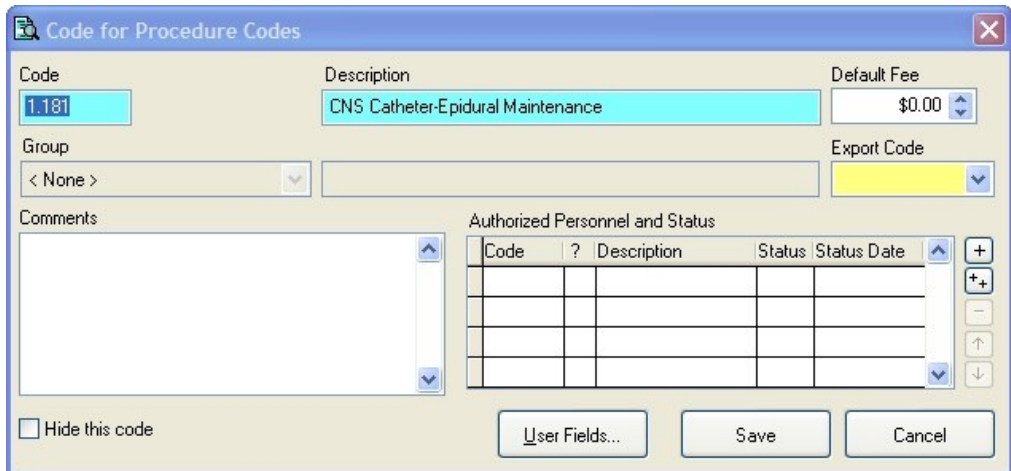 Code for Procedure Codes
Code Description Default Fee
1.181 CNS Catheter-Epidural Maintenance $0.00
Group Export Code
< None >
Comments Authorized Personnel and Status
Code ? Description Status Status Date
Hide this code User Fields... Save Cancel